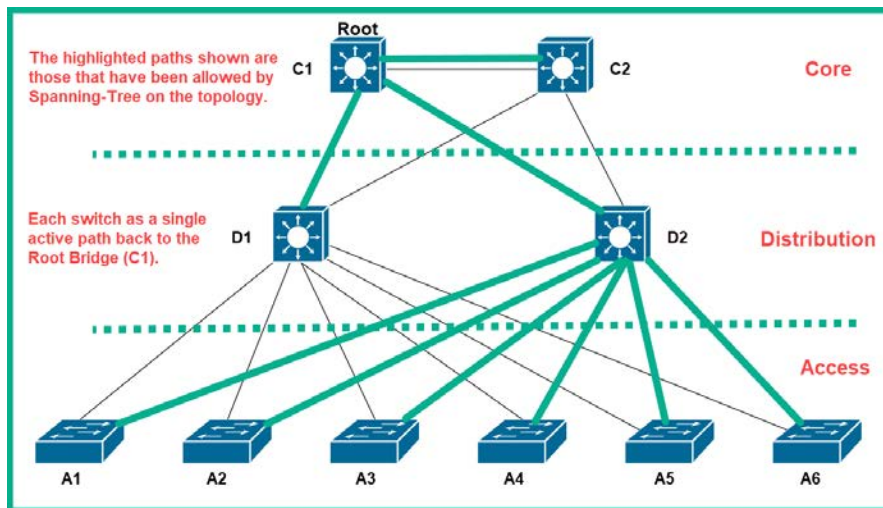 Root
The highlighted paths shown are
those that have been allowed by
Spanning-Tree on the topology.
C1
C2
Core
Each switch as a single
active path back to the
Root Bridge (C1).
D1
D2
Distribution
Access
A1
A2
A3
A4
A5
A6